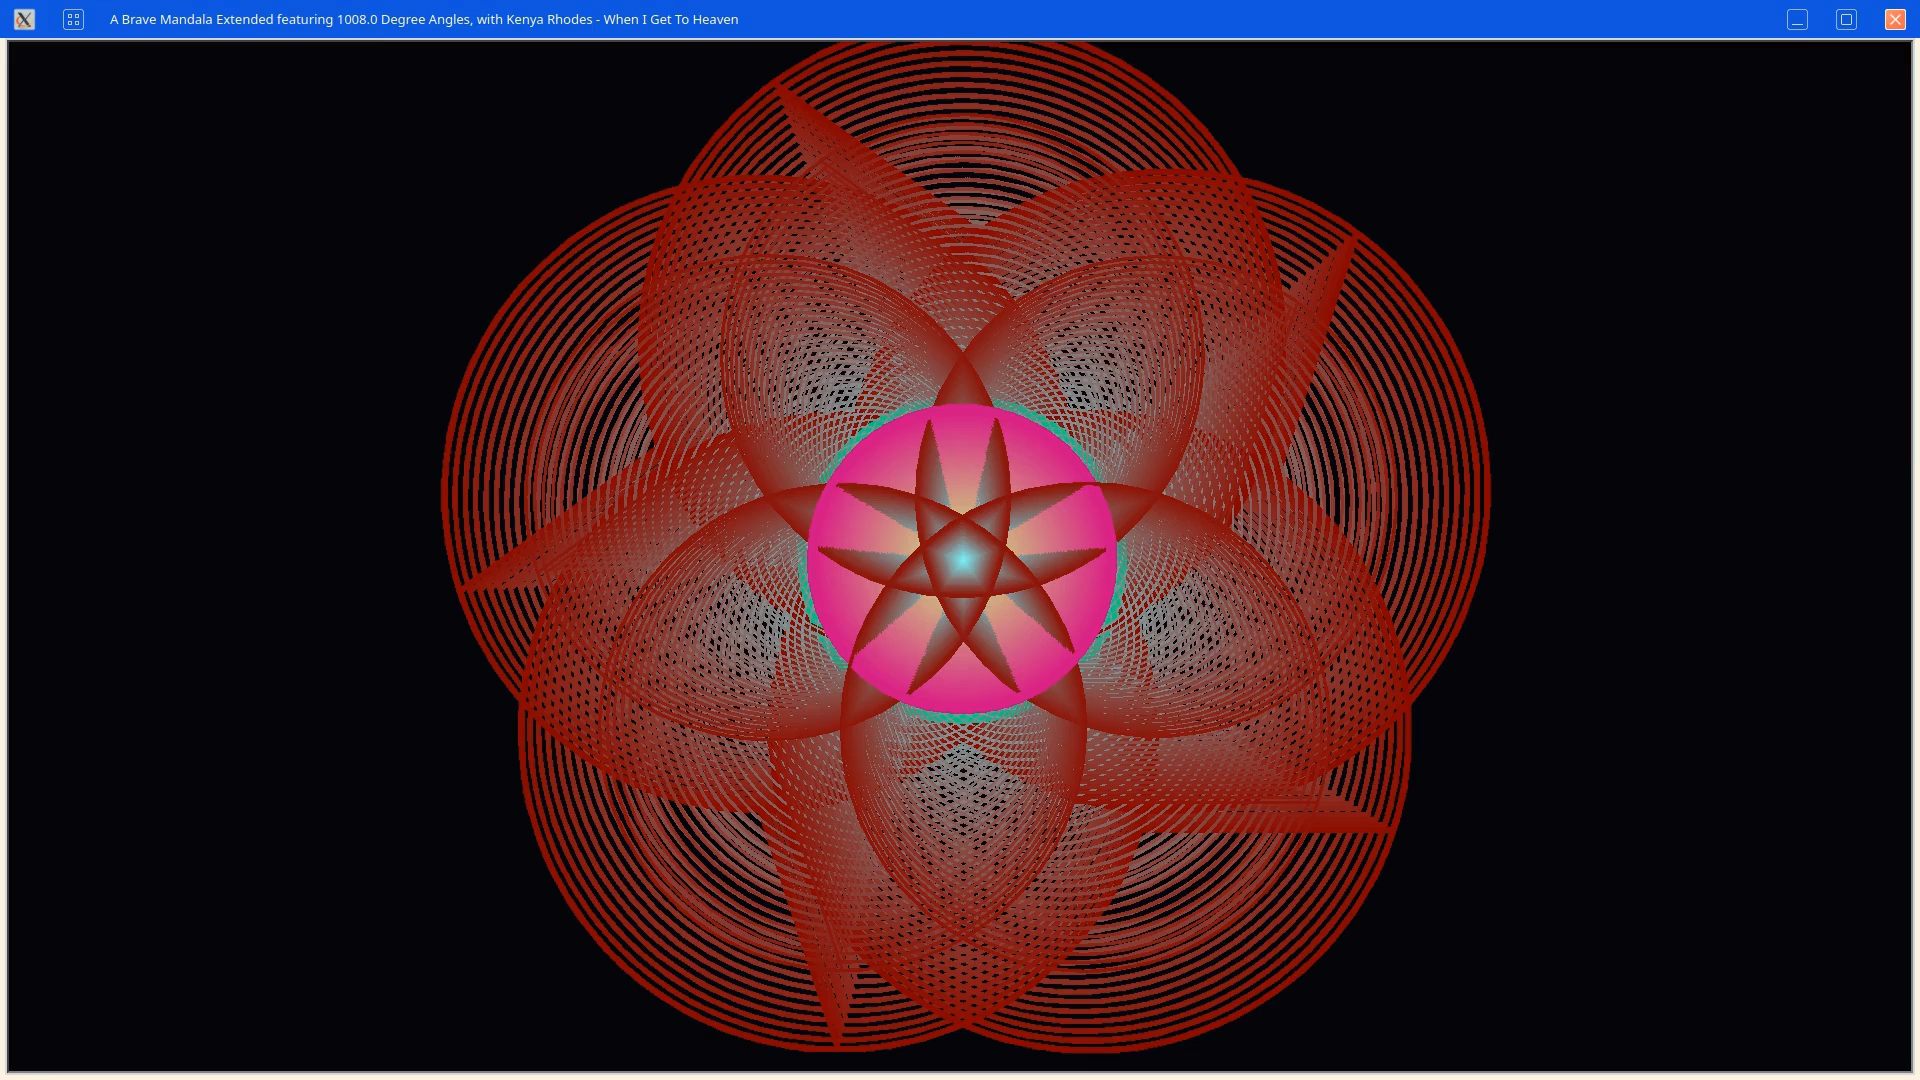 A Brave Mandala Extended featuring 1008.0 Degree Angles, with Kenya Rhodes - When I Get To Heaven